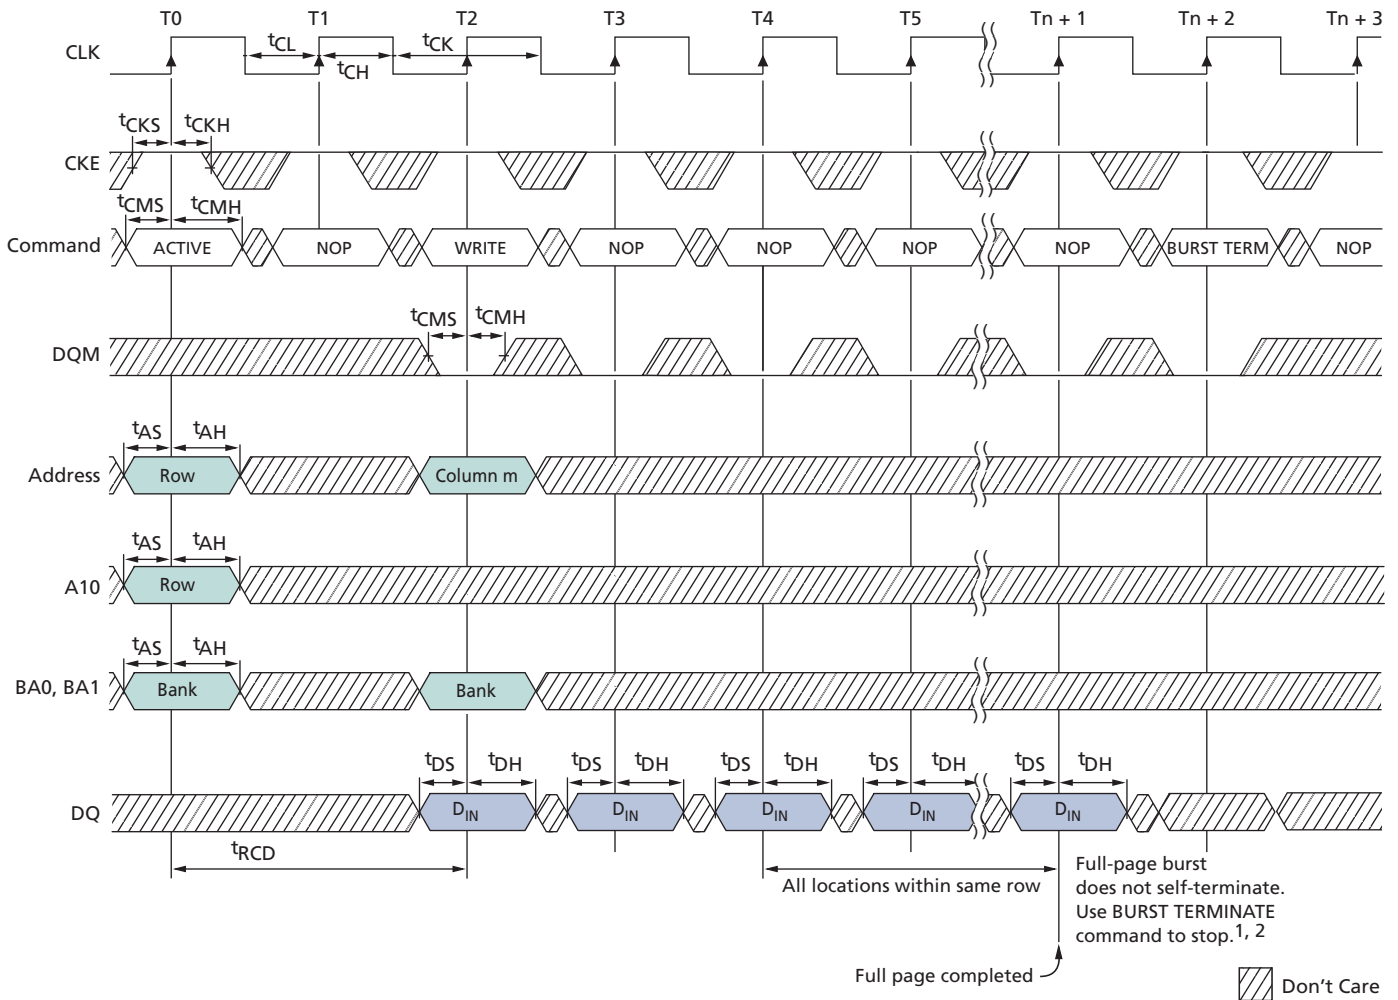 T0 T1 T2 T3 T4 T5 Tn + 1 Tn + 2 Tn + 3
CLK
tCL tCK
tCH
tCKS tCKH
CKE
tCMS tCMH
Command ACTIVE NOP WRITE NOP NOP NOP NOP BURST TERM NOP
tCMS tCMH
DQM
tAS tAH
Address Row Column m
tAS tAH
A10 Row
tAS tAH
BA0, BA1 Bank Bank
tDS tDH tDS tDH tDS tDH tDS tDH tDS tDH
DQ DIN DIN DIN DIN DIN
tRCD
All locations within same row
Full-page burst
does not self-terminate.
Use BURST TERMINATE
command to stop.1, 2
Full page completed
Don't Care